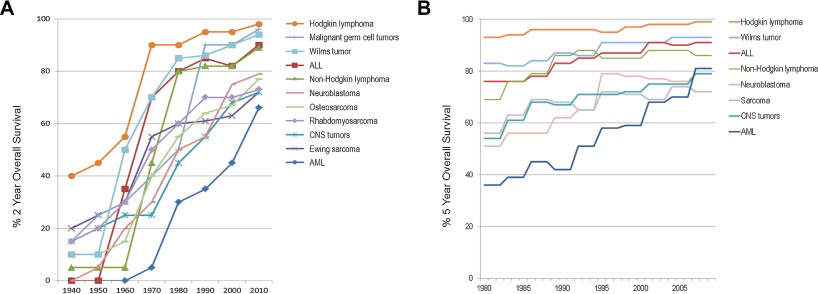 A
% 2 Year Overall Survival
100
80
60
40
20
0
1940 1950 1960 1970 1980 1990 2000 2010
Hodgkin lymphoma
Malignant germ cell tumors
Wilms tumor
ALL
Non-Hodgkin lymphoma
Neuroblastoma
Osteosarcoma
Rhabdomyosarcoma
CNS tumors
Ewing sarcoma
AML
B
% 5 Year Overall Survival
100
80
60
40
20
0
1980 1985 1990 1995 2000 2005
Hodgkin lymphoma
Wilms tumor
ALL
Non-Hodgkin lymphoma
Neuroblastoma
Sarcoma
CNS tumors
AML